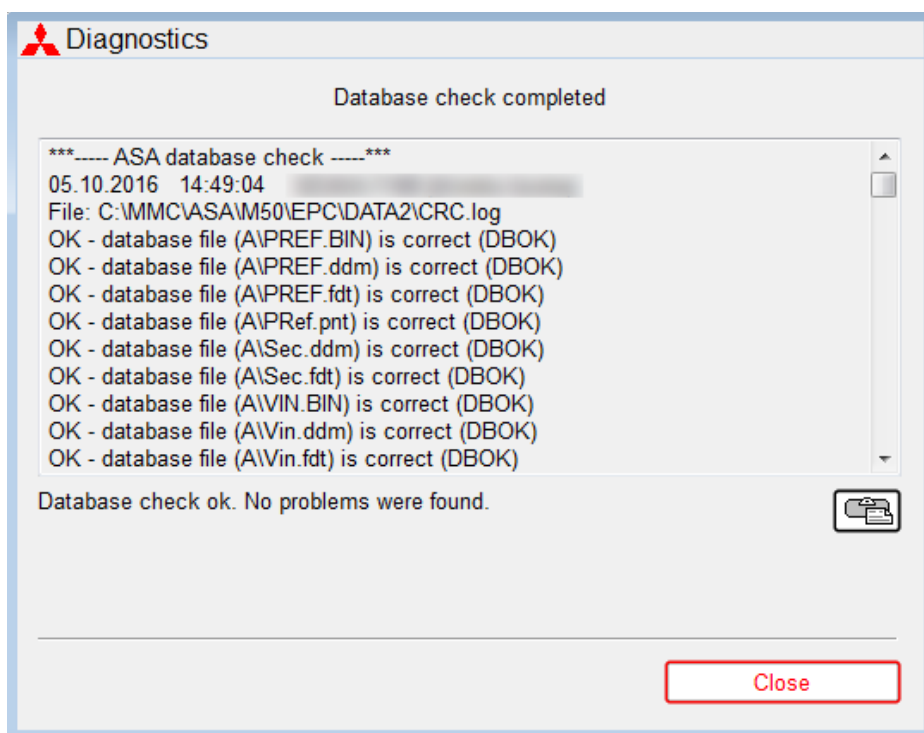 Diagnostics
Database check completed
***----- ASA database check -----***
05.10.2016 14:49:04
File: C:\MMC\ASA\M50\EPC\DATA2\CRC.log
OK - database file (A\PREF.BIN) is correct (DBOK)
OK - database file (A\PREF.ddm) is correct (DBOK)
OK - database file (A\PREF.fdt) is correct (DBOK)
OK - database file (A\PRef.pnt) is correct (DBOK)
OK - database file (A\Sec.ddm) is correct (DBOK)
OK - database file (A\Sec.fdt) is correct (DBOK)
OK - database file (A\VIN.BIN) is correct (DBOK)
OK - database file (A\Vin.ddm) is correct (DBOK)
OK - database file (A\Vin.fdt) is correct (DBOK)
Database check ok. No problems were found.
Close